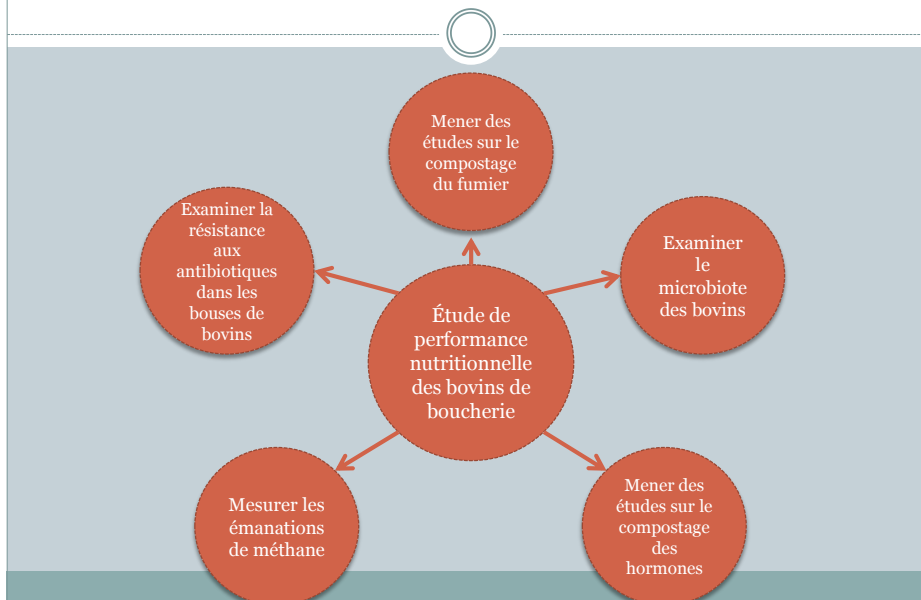 Mener des
études sur le
compostage
du fumier
Examiner la
résistance
aux
antibiotiques
dans les
bouses de
bovins
Examiner
le
microbiote
des bovins
Étude de
performance
nutritionnelle
des bovins de
boucherie
Mesurer les
émanations
de méthane
Mener des
études sur le
compostage
des
hormones